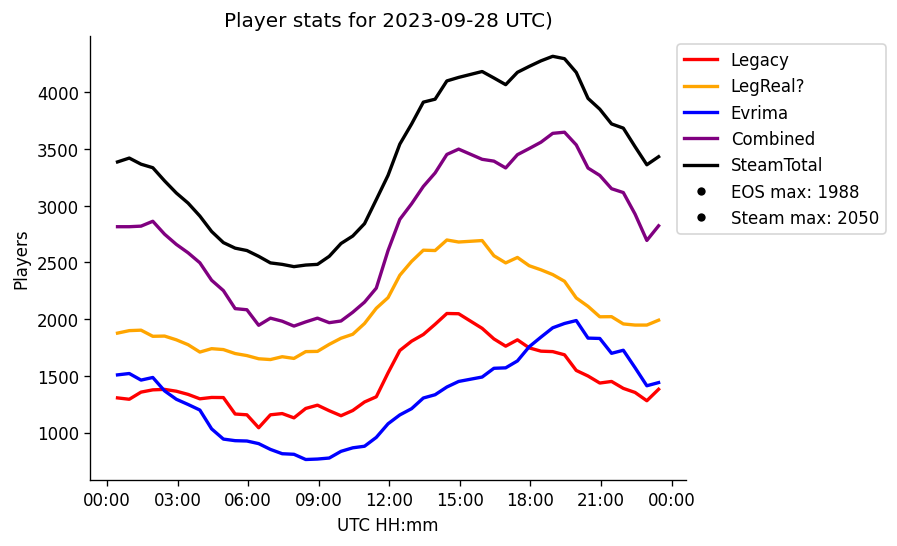 Player stats for 2023-09-28 UTC)
Legacy
LegReal?
Evrima
Combined
SteamTotal
EOS max: 1988
Steam max: 2050
Players
4000
3500
3000
2500
2000
1500
1000
00:00 03:00 06:00 09:00 12:00 15:00 18:00 21:00 00:00
UTC HH:mm